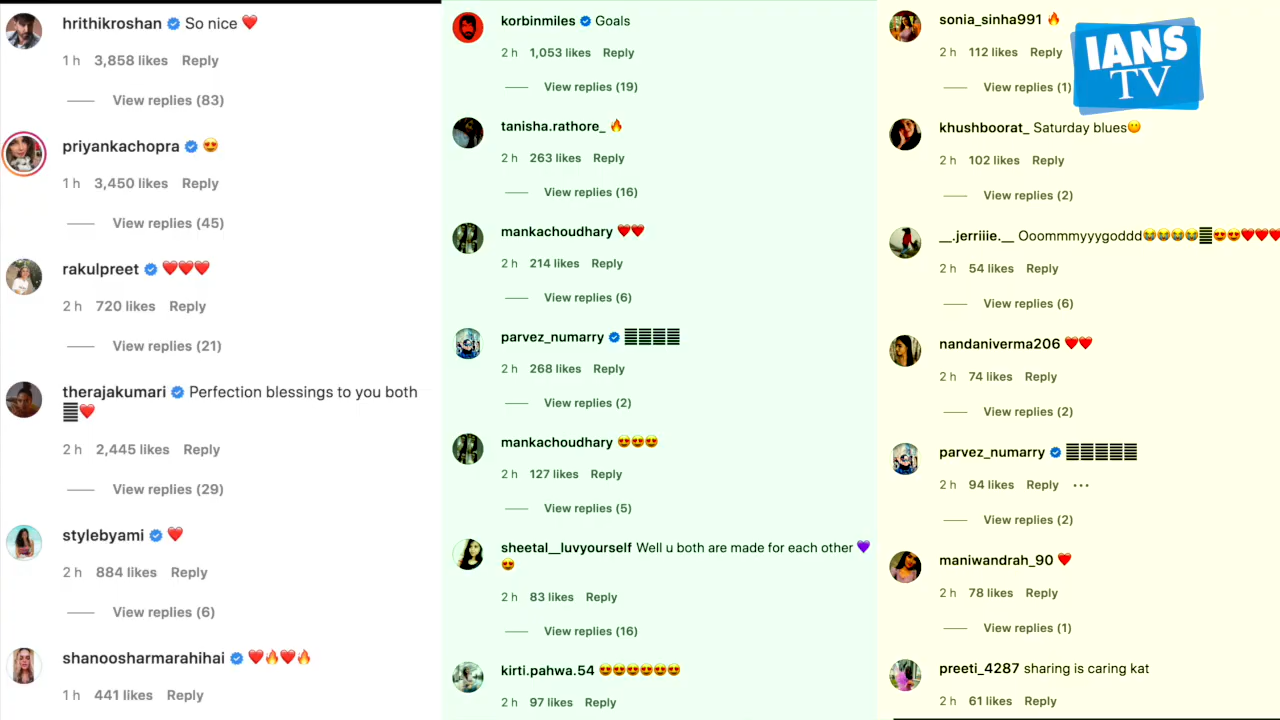 hrithikroshan So nice ❤️
1 h 3,858 likes Reply
View replies (83)
priyankachopra 😍
1 h 3,450 likes Reply
View replies (45)
rakulpreet ❤️❤️❤️
2 h 720 likes Reply
View replies (21)
therajakumari Perfection blessings to you both
❤️
2 h 2,445 likes Reply
View replies (29)
stylebyami ❤️
2 h 884 likes Reply
View replies (6)
shanoosharmarahihai ❤️🔥❤️🔥
1 h 441 likes Reply
korbinmiles Goals
2 h 1,053 likes Reply
View replies (19)
tanisha.rathore_ 🔥
2 h 263 likes Reply
View replies (16)
mankachoudhary ❤️❤️
2 h 214 likes Reply
View replies (6)
parvez_numarry
2 h 268 likes Reply
View replies (2)
mankachoudhary 😍😍😍
2 h 127 likes Reply
View replies (5)
sheetal__luvyourself Well u both are made for each other 💜
😍
2 h 83 likes Reply
View replies (16)
kirti.pahwa.54 😍😍😍😍😍😍
2 h 97 likes Reply
sonia_sinha991 🔥
2 h 112 likes Reply
View replies (1)
IANS
TV
khushboorat_ Saturday blues😋
2 h 102 likes Reply
View replies (2)
__.jerriiie.__ Ooommmyyygoddd😭😭😭😭😍😍❤️❤️❤️
2 h 54 likes Reply
View replies (6)
nandaniverma206 ❤️❤️
2 h 74 likes Reply
View replies (2)
parvez_numarry
2 h 94 likes Reply •••
View replies (2)
maniwandrah_90 ❤️
2 h 78 likes Reply
View replies (1)
preeti_4287 sharing is caring kat
2 h 61 likes Reply